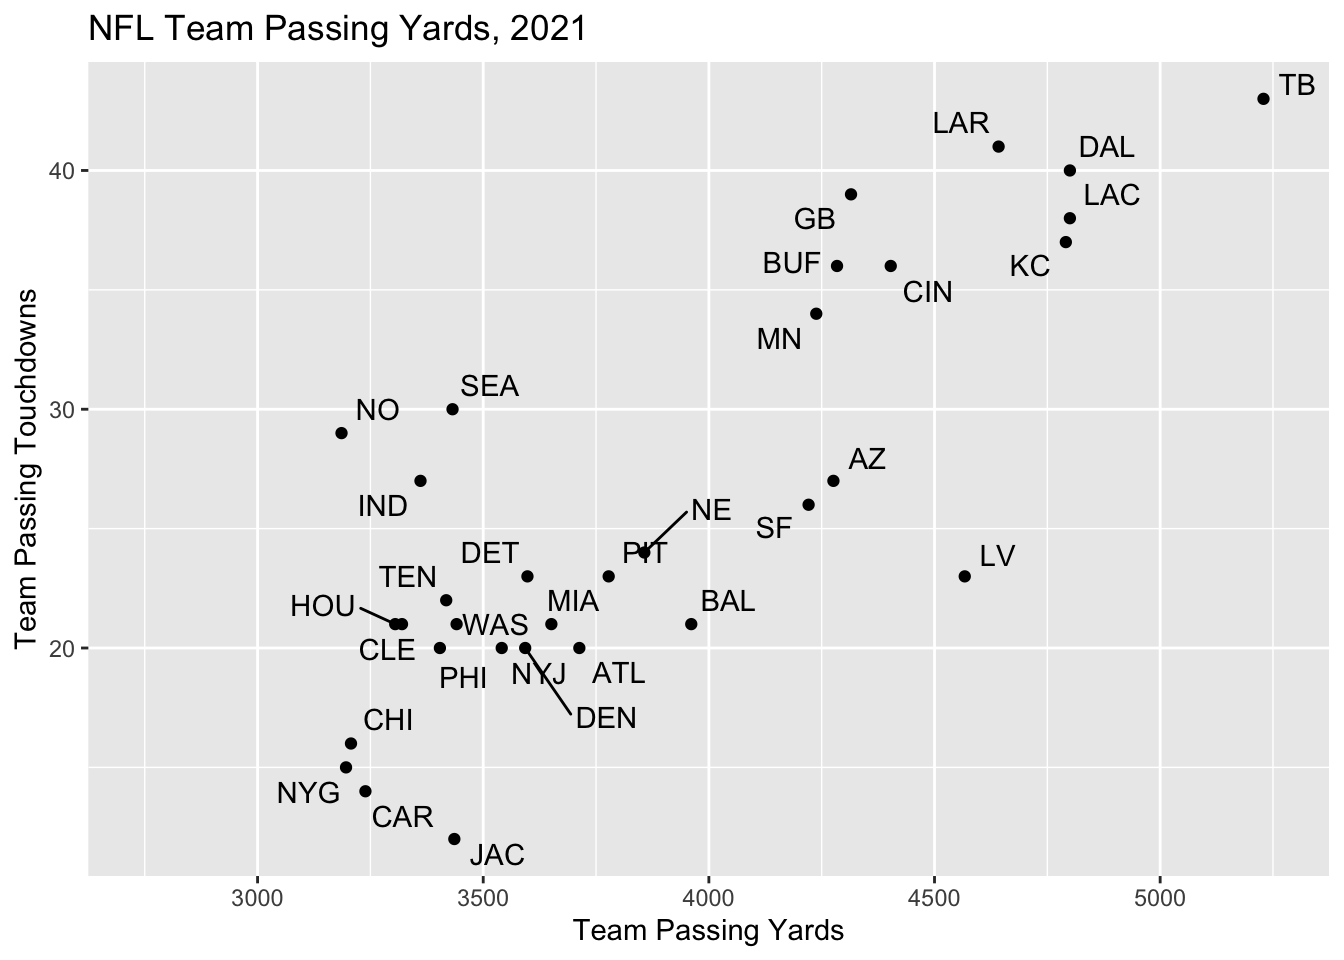 NFL Team Passing Yards, 2021
TB
LAR
DAL
LAC
GB
BUF
KC
CIN
MN
SEA
NO
AZ
IND
NE
SF
DET
PIT
LV
TEN
HOU
MIA
BAL
WAS
CLE
PHI
NYJ
ATL
DEN
CHI
NYG
CAR
JAC
40
30
20
Team Passing Touchdowns
3000
3500
4000
4500
5000
Team Passing Yards